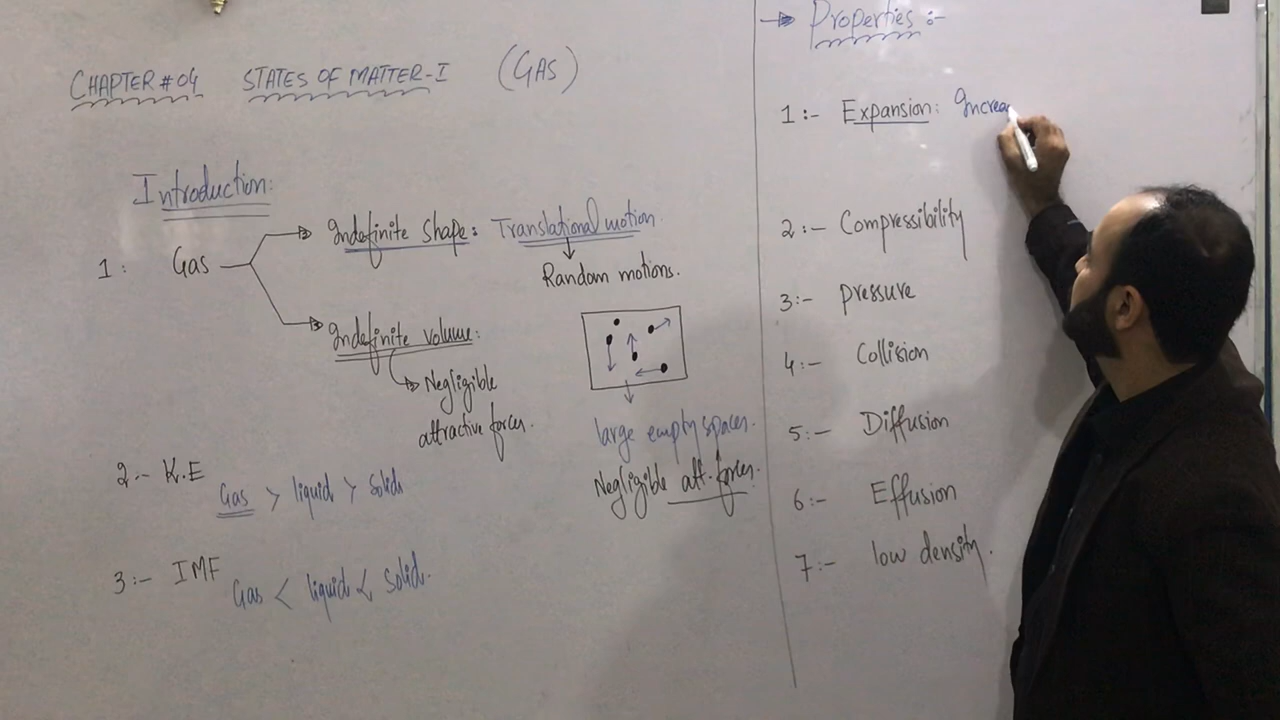 CHAPTER #04 STATES OF MATTER-I (GAS)
Introduction:
1: Gas
Indefinite Shape: Translational motion.
Random motions.
Indefinite volume:
Negligible
attractive forces.
large empty spaces.
Negligible att. forces.
2:- K.E
Gas > liquid > Solids
3:- IMF
Gas < liquid < Solid.
Properties:-
1:- Expansion: Increa
2:- Compressibility
3:- Pressure
4:- Collision
5:- Diffusion
6:- Effusion
7:- low density.